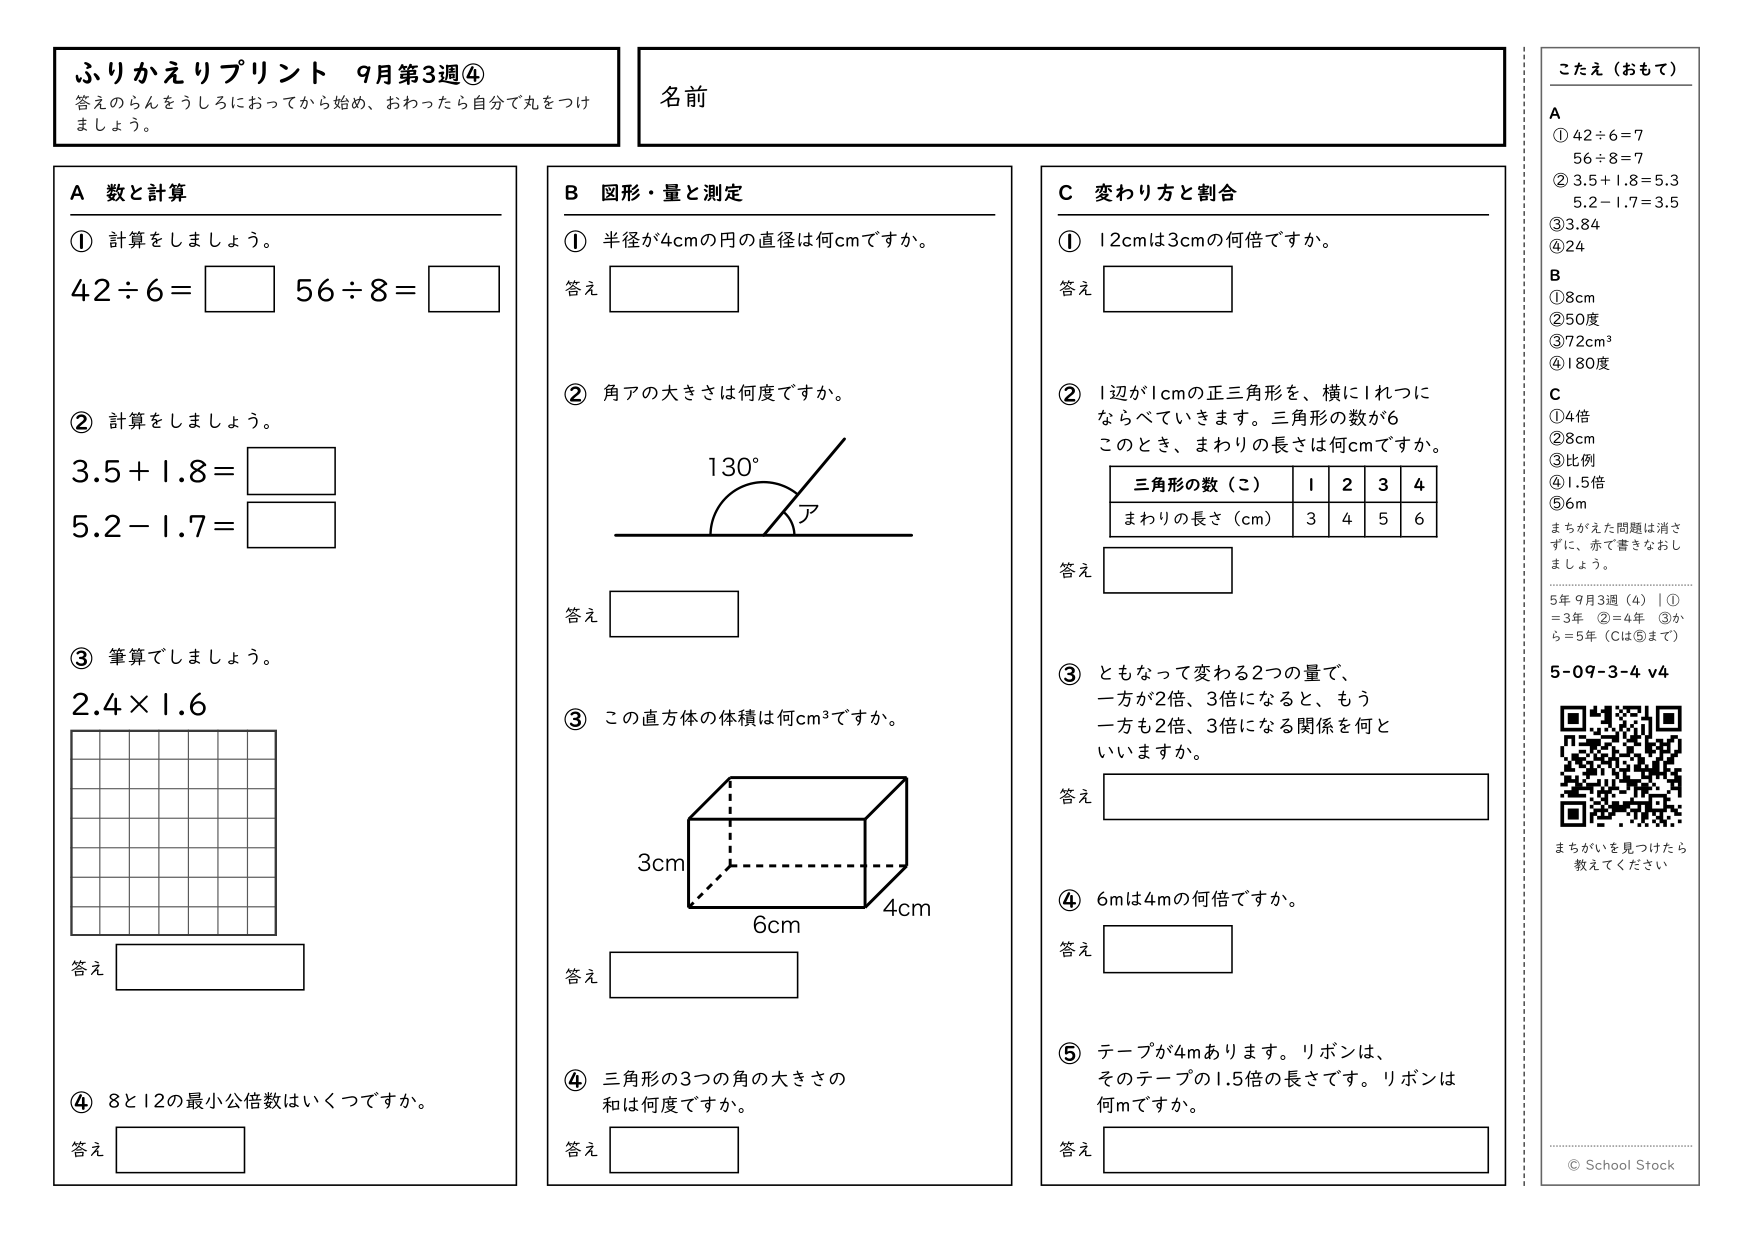 ふりかえりプリント　9月第3週④
答えのらんをうしろにおってから始め、おわったら自分で丸をつけ
ましょう。
名前
A　数と計算
① 計算をしましょう。
42÷6＝
56÷8＝
② 計算をしましょう。
3.5＋1.8＝
5.2－1.7＝
③ 筆算でしましょう。
2.4×1.6
答え
④ 8と12の最小公倍数はいくつですか。
答え
B　図形・量と測定
① 半径が4cmの円の直径は何cmですか。
答え
② 角アの大きさは何度ですか。
130°
ア
答え
③ この直方体の体積は何cm³ですか。
3cm
4cm
6cm
答え
④ 三角形の3つの角の大きさの
和は何度ですか。
答え
C　変わり方と割合
① 12cmは3cmの何倍ですか。
答え
② 1辺が1cmの正三角形を、横に1れつに
ならべていきます。三角形の数が6
このとき、まわりの長さは何cmですか。
三角形の数（こ） 1 2 3 4
まわりの長さ（cm） 3 4 5 6
答え
③ ともなって変わる2つの量で、
一方が2倍、3倍になると、もう
一方も2倍、3倍になる関係を何と
いいますか。
答え
④ 6mは4mの何倍ですか。
答え
⑤ テープが4mあります。リボンは、
そのテープの1.5倍の長さです。リボンは
何mですか。
答え
こたえ（おもて）
A
① 42÷6＝7
56÷8＝7
② 3.5＋1.8＝5.3
5.2－1.7＝3.5
③3.84
④24
B
①8cm
②50度
③72cm³
④180度
C
①4倍
②8cm
③比例
④1.5倍
⑤6m
まちがえた問題は消さ
ずに、赤で書きなおし
ましょう。
5年 9月3週（4）｜①
＝3年　②＝4年　③か
ら＝5年（Cは⑤まで）
5-09-3-4 v4
まちがいを見つけたら
教えてください
© School Stock